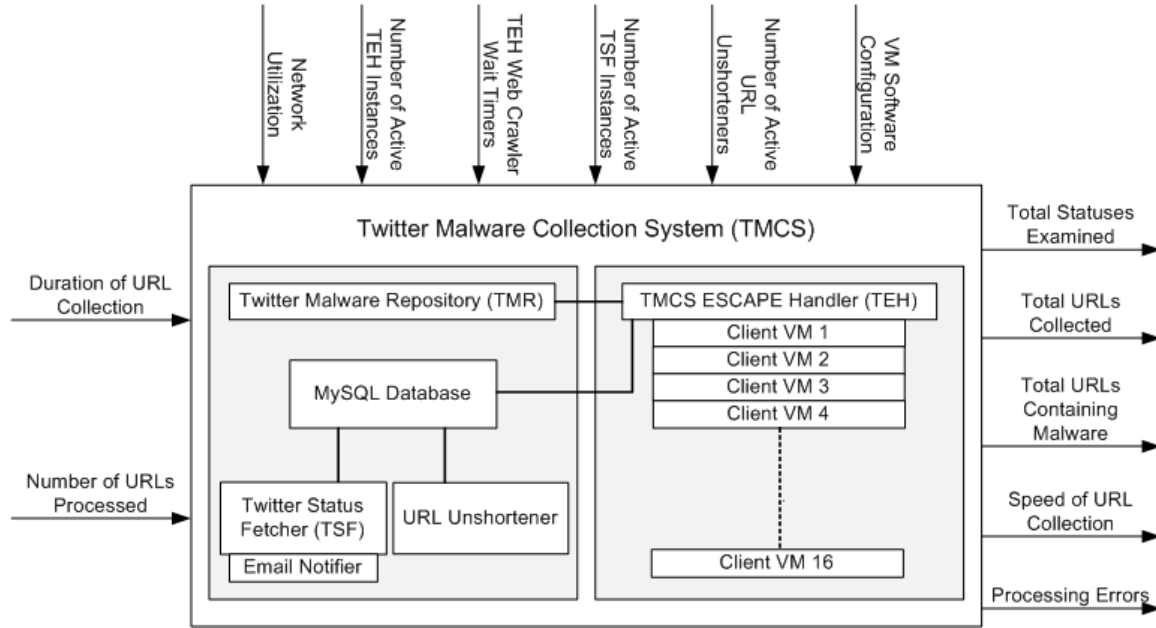 Network
Utilization
Number of Active
TEH Instances
TEH Web Crawler
Wait Timers
Number of Active
TSF Instances
Number of Active
URL
Unshorteners
VM Software
Configuration
Twitter Malware Collection System (TMCS)
Duration of URL
Collection
Number of URLs
Processed
Twitter Malware Repository (TMR)
MySQL Database
Twitter Status
Fetcher (TSF)
Email Notifier
URL Unshortener
TMCS ESCAPE Handler (TEH)
Client VM 1
Client VM 2
Client VM 3
Client VM 4
Client VM 16
Total Statuses
Examined
Total URLs
Collected
Total URLs
Containing
Malware
Speed of URL
Collection
Processing Errors